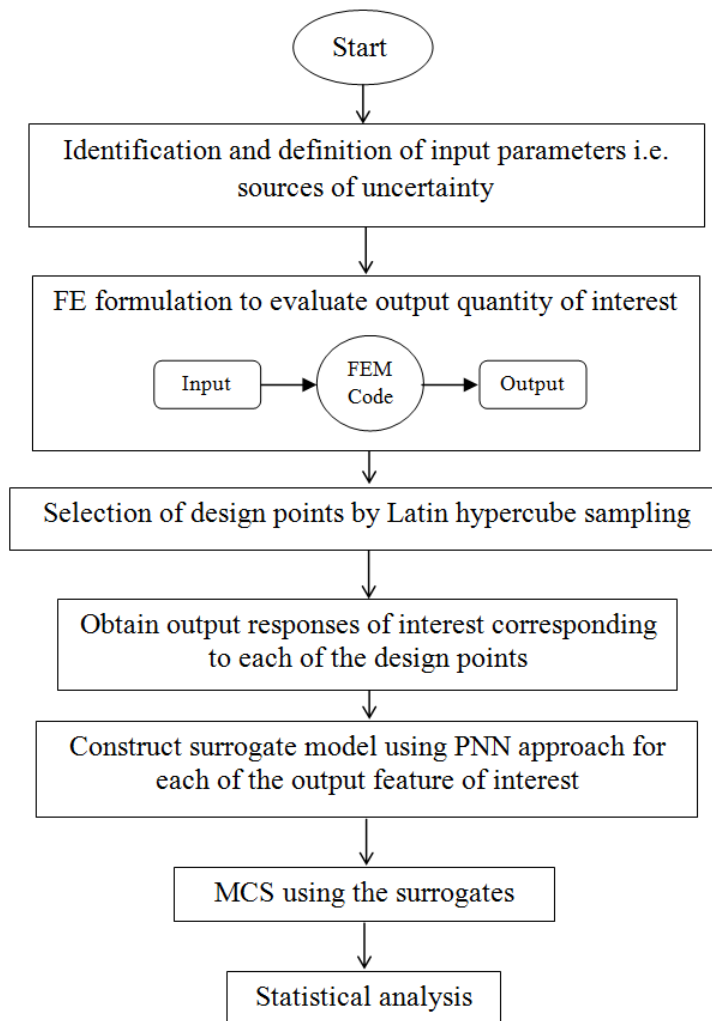 Start
Identification and definition of input parameters i.e.
sources of uncertainty
FE formulation to evaluate output quantity of interest
Input
FEM
Code
Output
Selection of design points by Latin hypercube sampling
Obtain output responses of interest corresponding
to each of the design points
Construct surrogate model using PNN approach for
each of the output feature of interest
MCS using the surrogates
Statistical analysis